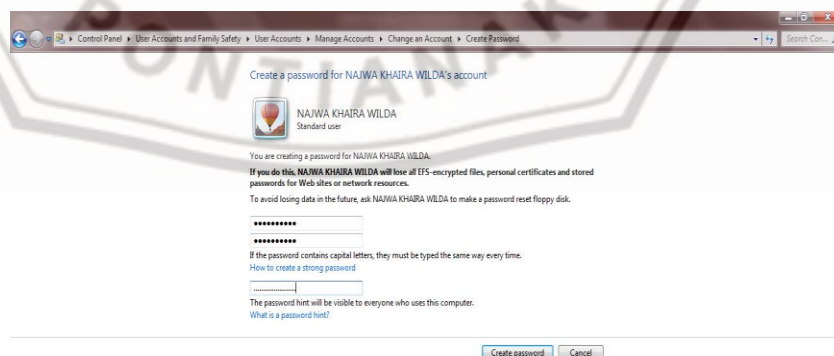 PONTIANAK
Control Panel ▸ User Accounts and Family Safety ▸ User Accounts ▸ Manage Accounts ▸ Change an Account ▸ Create Password
Search Con...
Create a password for NAJWA KHAIRA WILDA's account
NAJWA KHAIRA WILDA
Standard user
You are creating a password for NAJWA KHAIRA WILDA.
If you do this, NAJWA KHAIRA WILDA will lose all EFS-encrypted files, personal certificates and stored
passwords for Web sites or network resources.
To avoid losing data in the future, ask NAJWA KHAIRA WILDA to make a password reset floppy disk.
••••••••••
••••••••••
If the password contains capital letters, they must be typed the same way every time.
How to create a strong password
....................
The password hint will be visible to everyone who uses this computer.
What is a password hint?
Create password Cancel